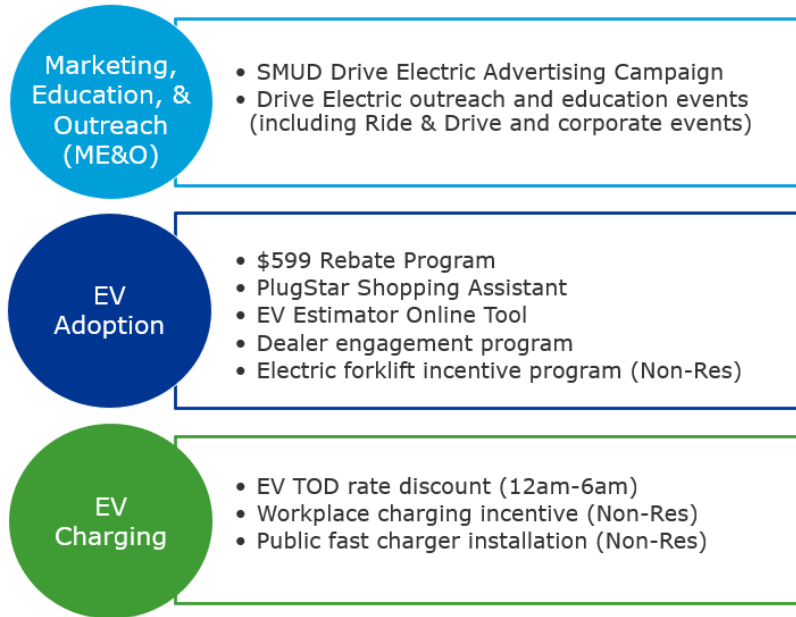 Marketing,
Education, &
Outreach
(ME&O)
• SMUD Drive Electric Advertising Campaign
• Drive Electric outreach and education events
(including Ride & Drive and corporate events)
EV
Adoption
• $599 Rebate Program
• PlugStar Shopping Assistant
• EV Estimator Online Tool
• Dealer engagement program
• Electric forklift incentive program (Non-Res)
EV
Charging
• EV TOD rate discount (12am-6am)
• Workplace charging incentive (Non-Res)
• Public fast charger installation (Non-Res)